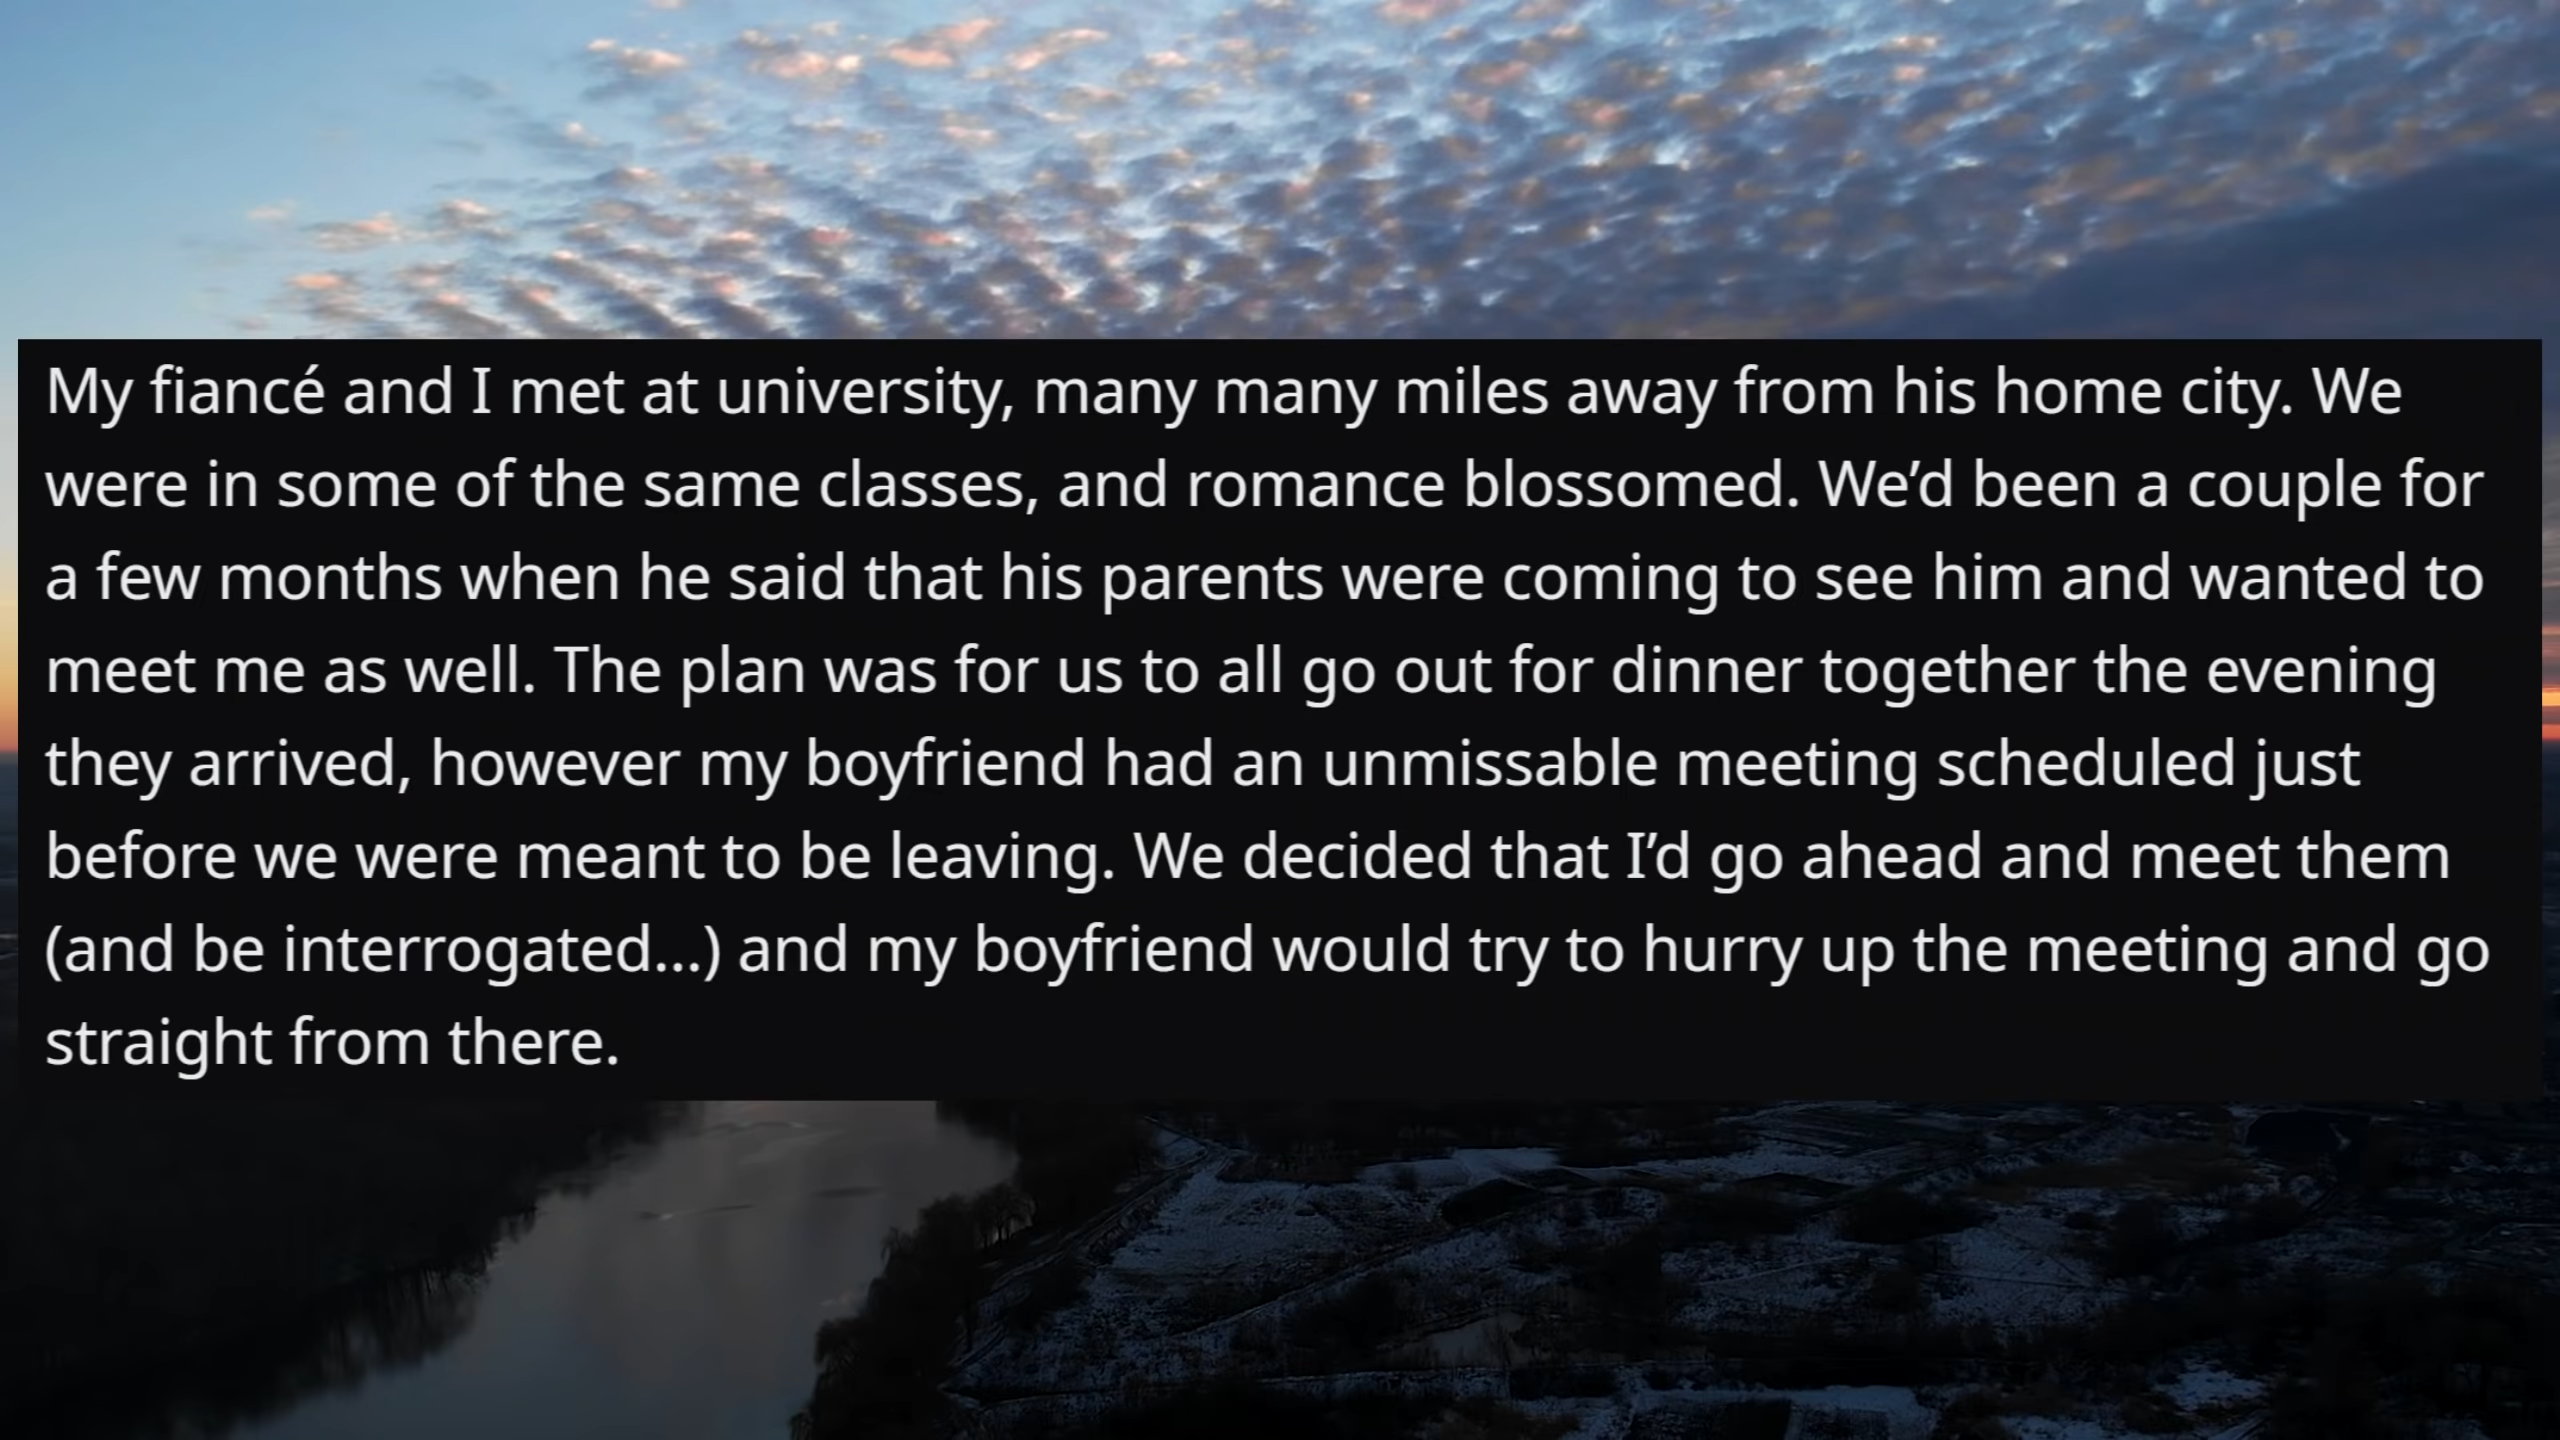 My fiancé and I met at university, many many miles away from his home city. We
were in some of the same classes, and romance blossomed. We’d been a couple for
a few months when he said that his parents were coming to see him and wanted to
meet me as well. The plan was for us to all go out for dinner together the evening
they arrived, however my boyfriend had an unmissable meeting scheduled just
before we were meant to be leaving. We decided that I’d go ahead and meet them
(and be interrogated...) and my boyfriend would try to hurry up the meeting and go
straight from there.